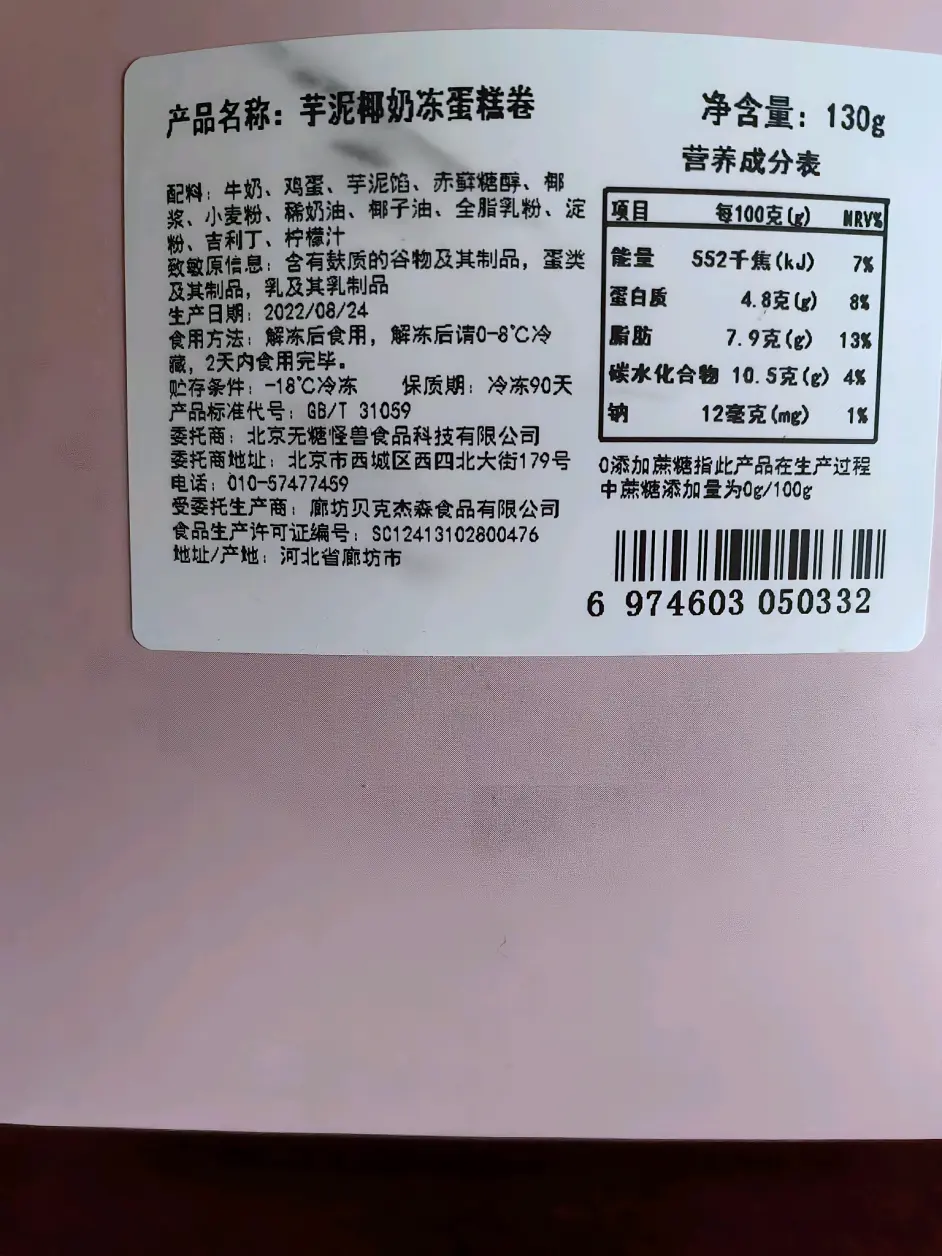 产品名称：芋泥椰奶冻蛋糕卷
配料：牛奶、鸡蛋、芋泥馅、赤藓糖醇、椰
浆、小麦粉、稀奶油、椰子油、全脂乳粉、淀
粉、吉利丁、柠檬汁
致敏原信息：含有麸质的谷物及其制品，蛋类
及其制品，乳及其乳制品
生产日期：2022/08/24
食用方法：解冻后食用，解冻后请0-8℃冷
藏，2天内食用完毕。
贮存条件：-18℃冷冻 保质期：冷冻90天
产品标准代号：GB/T 31059
委托商：北京无糖怪兽食品科技有限公司
委托商地址：北京市西城区西四北大街179号
电话：010-57477459
受委托生产商：廊坊贝克杰森食品有限公司
食品生产许可证编号：SC12413102800476
地址/产地：河北省廊坊市
净含量：130g
营养成分表
项目 每100克(g) NRV%
能量 552千焦(kJ) 7%
蛋白质 4.8克(g) 8%
脂肪 7.9克(g) 13%
碳水化合物 10.5克(g) 4%
钠 12毫克(mg) 1%
0添加蔗糖指此产品在生产过程
中蔗糖添加量为0g/100g
6 974603 050332